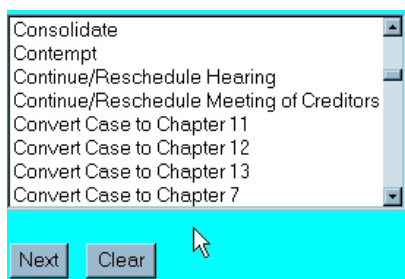 Consolidate
Contempt
Continue/Reschedule Hearing
Continue/Reschedule Meeting of Creditors
Convert Case to Chapter 11
Convert Case to Chapter 12
Convert Case to Chapter 13
Convert Case to Chapter 7
Next Clear